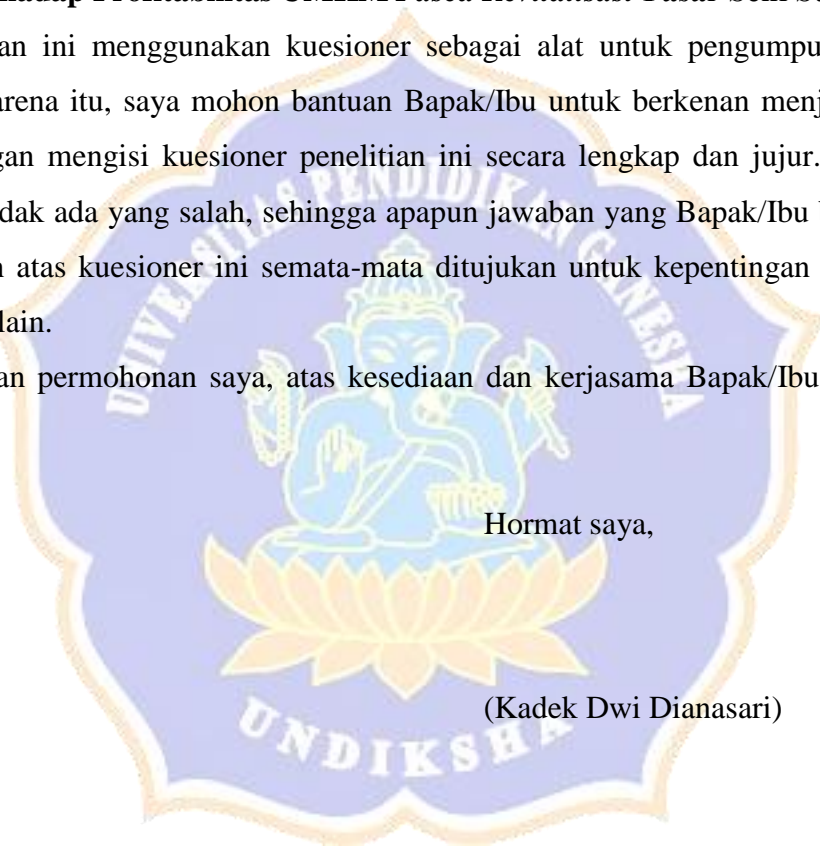 Profitabilitas UMKM Pasca Revitalisasi Pasar Seni
an ini menggunakan kuesioner sebagai alat untuk pengumpu
arena itu, saya mohon bantuan Bapak/Ibu untuk berkenan menj
gan mengisi kuesioner penelitian ini secara lengkap dan jujur.
dak ada yang salah, sehingga apapun jawaban yang Bapak/Ibu
atas kuesioner ini semata-mata ditujukan untuk kepentingan
lain.
an permohonan saya, atas kesediaan dan kerjasama Bapak/Ibu
Hormat saya,
(Kadek Dwi Dianasari)
UNIVERSITAS PENDIDIKAN GANESHA
UNDIKSHA